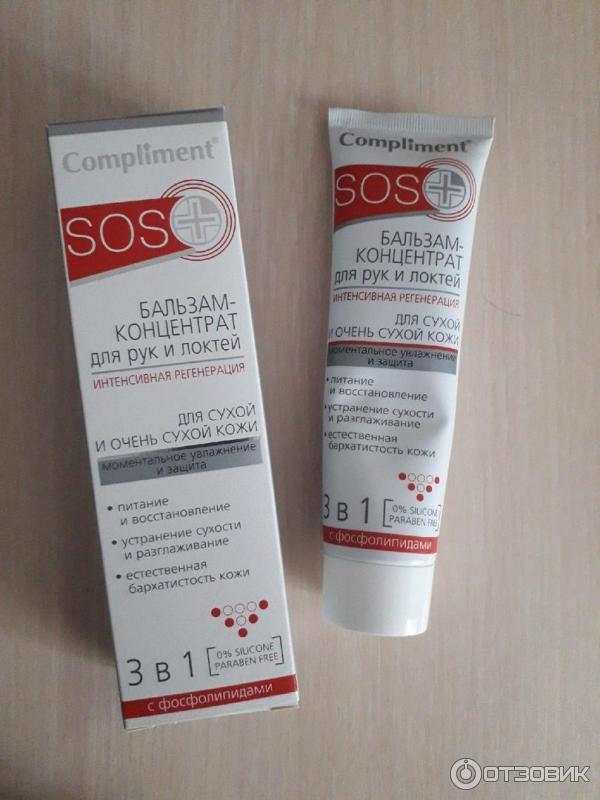 Compliment®
SOS
БАЛЬЗАМ-
КОНЦЕНТРАТ
для рук и локтей
ИНТЕНСИВНАЯ РЕГЕНЕРАЦИЯ
ДЛЯ СУХОЙ
И ОЧЕНЬ СУХОЙ КОЖИ
моментальное увлажнение
и защита
• питание
и восстановление
• устранение сухости
и разглаживание
• естественная
бархатистость кожи
3 в 1 [0% SILICONE
PARABEN FREE]
с фосфолипидами
Compliment®
SOS
БАЛЬЗАМ-
КОНЦЕНТРАТ
для рук и локтей
ИНТЕНСИВНАЯ РЕГЕНЕРАЦИЯ
ДЛЯ СУХОЙ
И ОЧЕНЬ СУХОЙ КОЖИ
моментальное увлажнение
и защита
• питание
и восстановление
• устранение сухости
и разглаживание
• естественная
бархатистость кожи
3 в 1 [0% SILICONE
PARABEN FREE]
с фосфолипидами
ОТЗОВИК